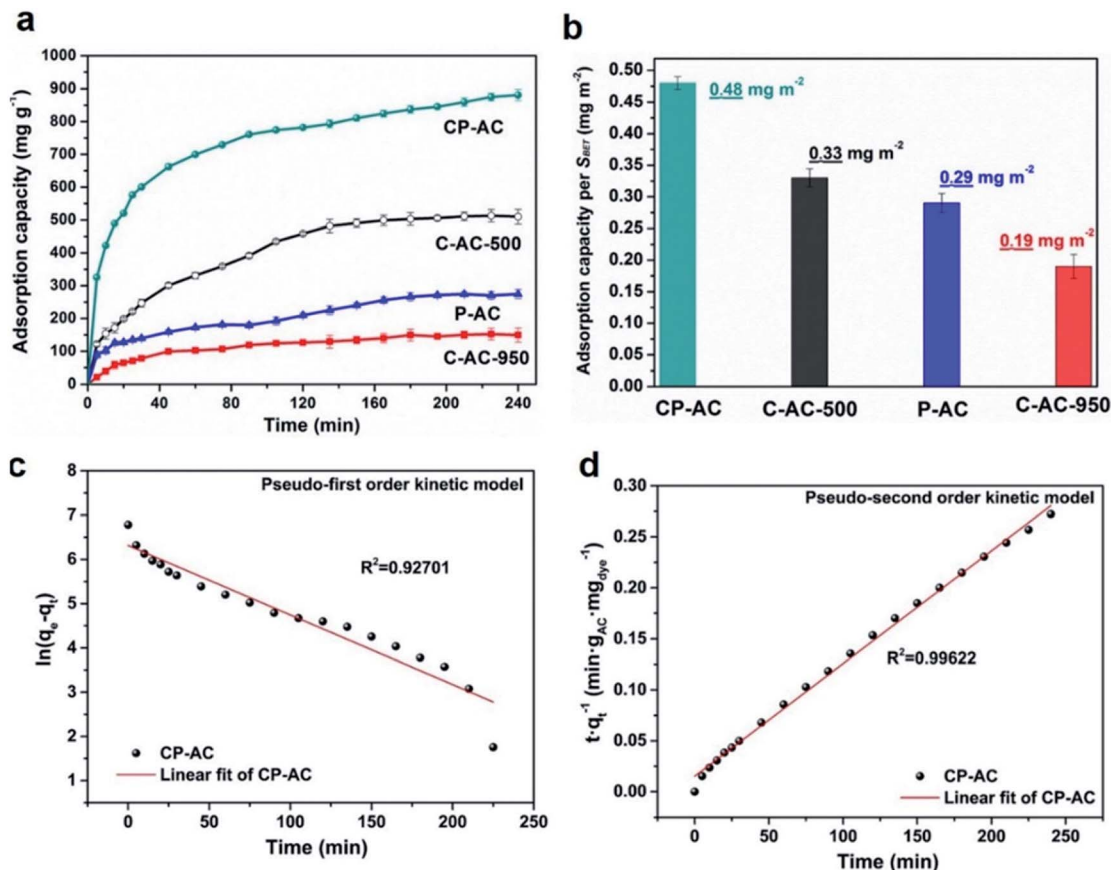 a
1000
900
800
700
600
500
400
300
200
100
0
0 30 60 90 120 150 180 210 240
Adsorption capacity (mg g⁻¹)
Time (min)
CP-AC
C-AC-500
P-AC
C-AC-950
b
0.50
0.45
0.40
0.35
0.30
0.25
0.20
0.15
0.10
0.05
0.00
Adsorption capacity per S_BET (mg m⁻²)
0.48 mg m⁻²
0.33 mg m⁻²
0.29 mg m⁻²
0.19 mg m⁻²
CP-AC C-AC-500 P-AC C-AC-950
c
8
7
6
5
4
3
2
1
0 50 100 150 200 250
ln(qₑ-qₜ)
Time (min)
Pseudo-first order kinetic model
R²=0.92701
CP-AC
Linear fit of CP-AC
d
0.30
0.25
0.20
0.15
0.10
0.05
0.00
0 50 100 150 200 250
t·qₜ⁻¹ (min·g_AC·mg_dye⁻¹)
Time (min)
Pseudo-second order kinetic model
R²=0.99622
CP-AC
Linear fit of CP-AC